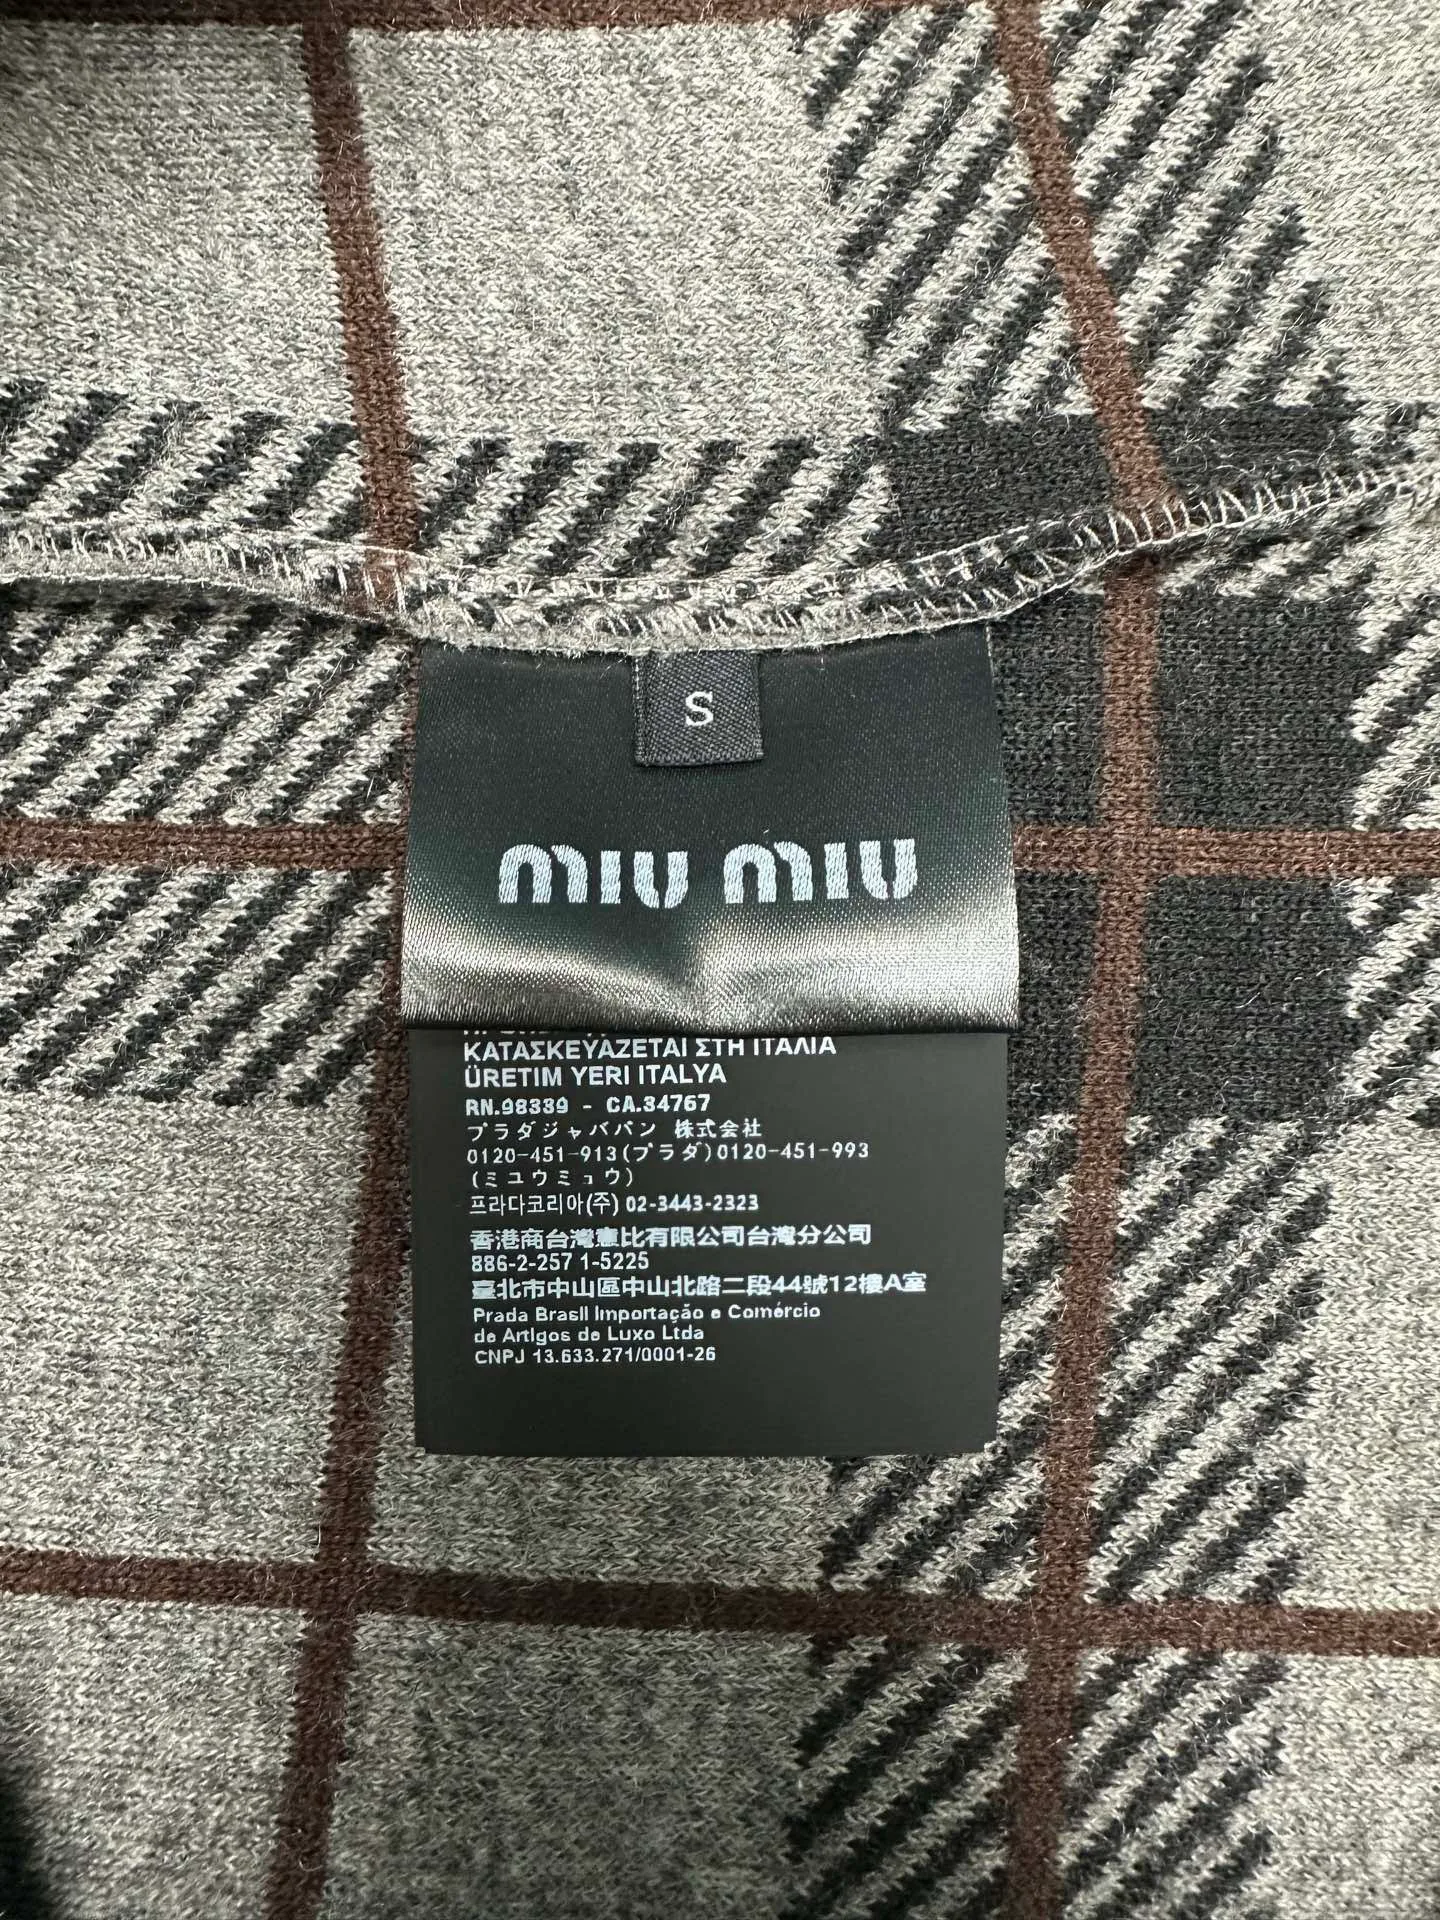 S
miu miu
ΚΑΤΑΣΚΕΥΑΖΕΤΑΙ ΣΤΗ ΙΤΑΛΙΑ
ÜRETIM YERI ITALYA
RN.98339 - CA.34767
プラダジャババン 株式会社
0120-451-913(プラダ)0120-451-993
(ミユウミュウ)
프라다코리아(주) 02-3443-2323
香港商台灣憲比有限公司台灣分公司
886-2-257 1-5225
臺北市中山區中山北路二段44號12樓A室
Prada Brasil Importação e Comércio
de Artigos de Luxo Ltda
CNPJ 13.633.271/0001-26